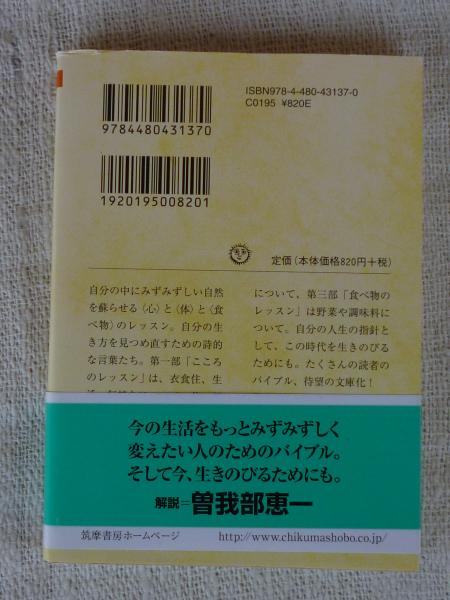 ISBN978-4-480-43137-0
C0195 ¥820E
9784480431370
1920195008201
定価(本体価格820円+税)
自分の中にみずみずしい自然
を蘇らせる〈心〉と〈体〉と〈食
べ物〉のレッスン。自分の生
き方を見つめ直すための詩的
な言葉たち。第一部「こころ
のレッスン」は、衣食住、生
について、第三部「食べ物の
レッスン」は野菜や調味料に
ついて。自分の人生の指針と
して、この時代を生きのびる
ためにも。たくさんの読者の
バイブル、待望の文庫化!
今の生活をもっとみずみずしく
変えたい人のためのバイブル。
そして今、生きのびるためにも。
解説=曽我部恵一
筑摩書房ホームページ http://www.chikumashobo.co.jp/